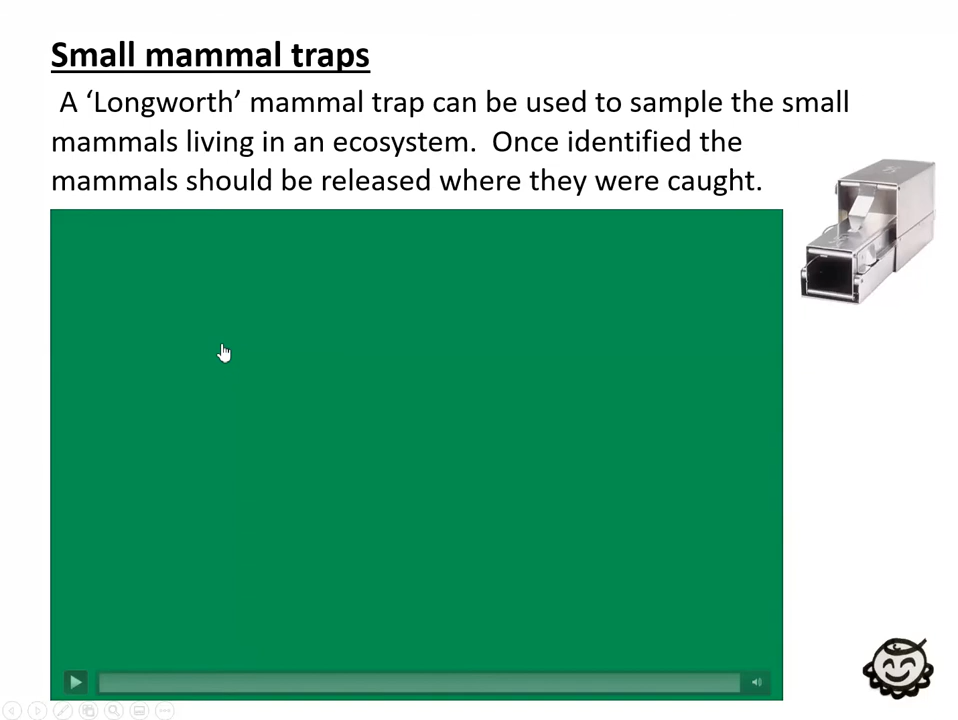 Small mammal traps
A ‘Longworth’ mammal trap can be used to sample the small
mammals living in an ecosystem.  Once identified the
mammals should be released where they were caught.